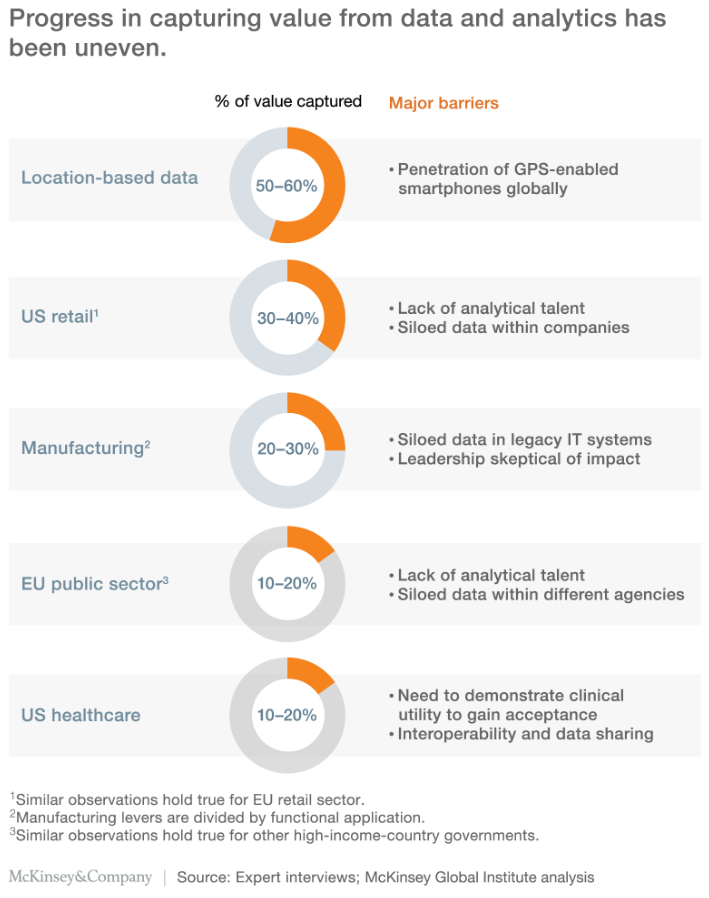 Progress in capturing value from data and analytics has
been uneven.
% of value captured
Major barriers
Location-based data
50–60%
• Penetration of GPS-enabled
smartphones globally
US retail¹
30–40%
• Lack of analytical talent
• Siloed data within companies
Manufacturing²
20–30%
• Siloed data in legacy IT systems
• Leadership skeptical of impact
EU public sector³
10–20%
• Lack of analytical talent
• Siloed data within different agencies
US healthcare
10–20%
• Need to demonstrate clinical
utility to gain acceptance
• Interoperability and data sharing
¹Similar observations hold true for EU retail sector.
²Manufacturing levers are divided by functional application.
³Similar observations hold true for other high-income-country governments.
McKinsey&Company | Source: Expert interviews; McKinsey Global Institute analysis